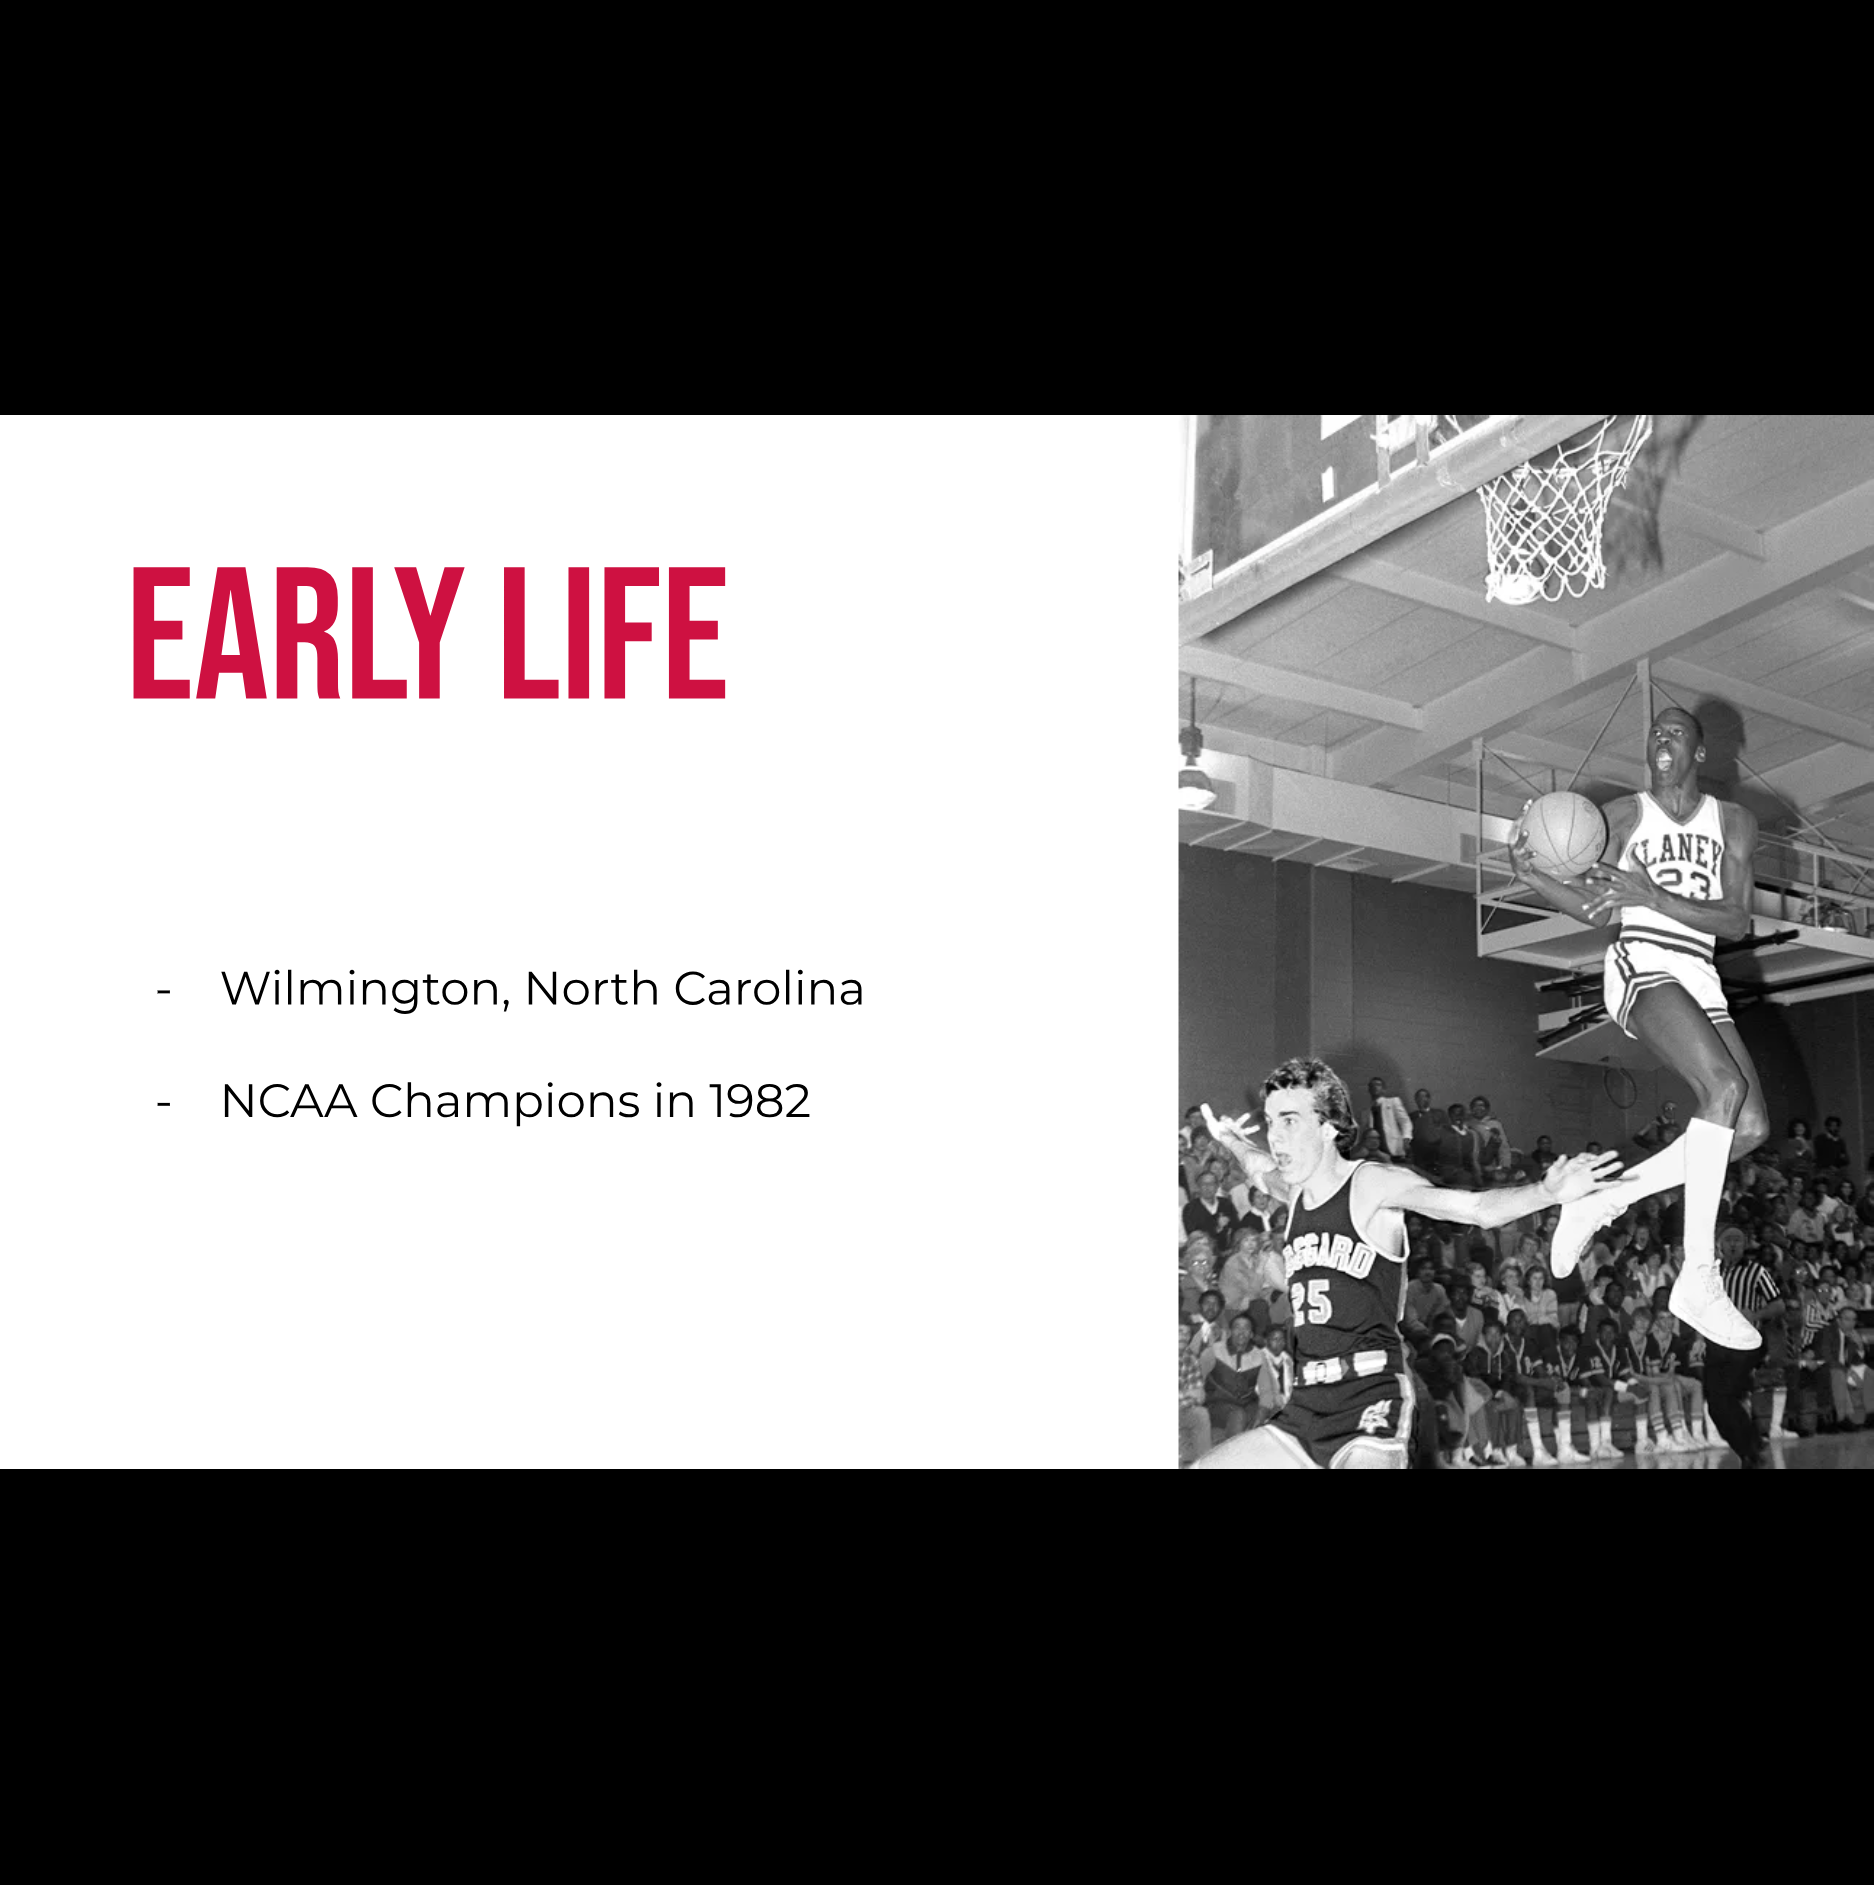 EARLY LIFE
- Wilmington, North Carolina
- NCAA Champions in 1982
LANEY
23
25